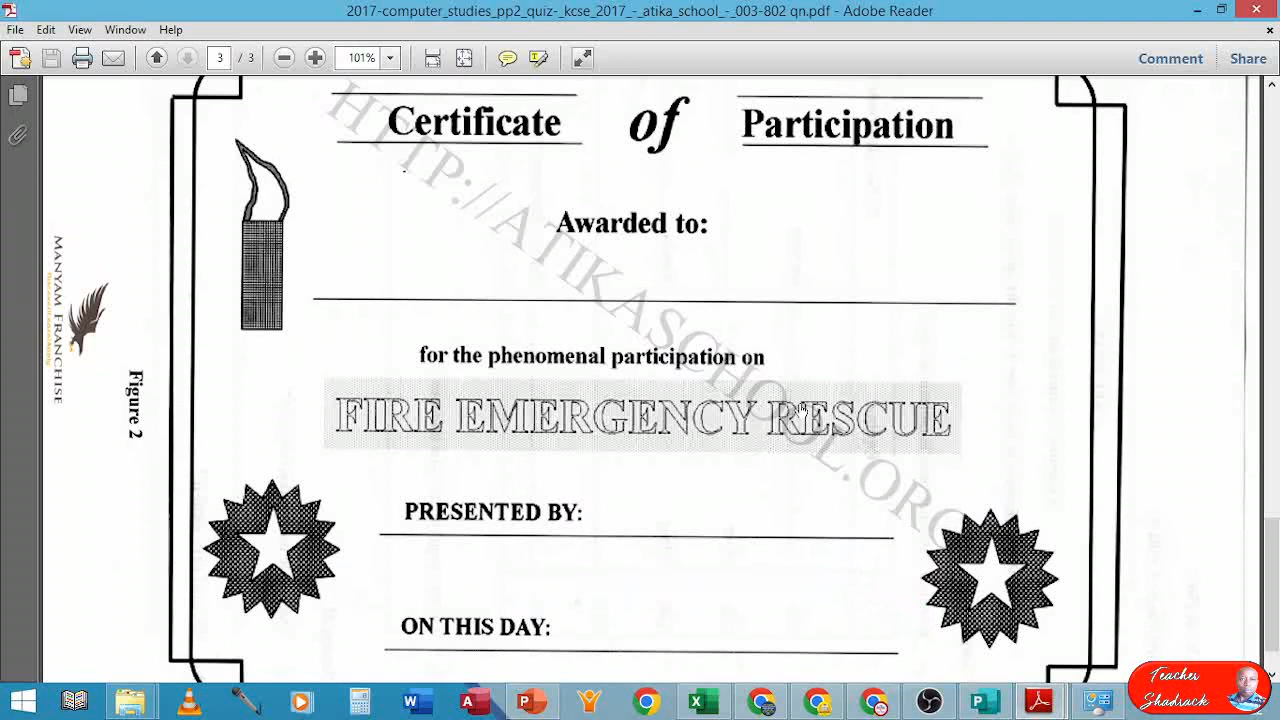 2017-computer_studies_pp2_quiz-_kcse_2017_-_atika_school_-_003-802 qn.pdf - Adobe Reader
File Edit View Window Help
3 / 3 101% Comment Share
Certificate of Participation
HTTP://ATIKASCHOOL.ORG
Awarded to:
for the phenomenal participation on
FIRE EMERGENCY RESCUE
PRESENTED BY:
ON THIS DAY:
MANYAM FRANCHISE
Figure 2
Teacher
Shadrack